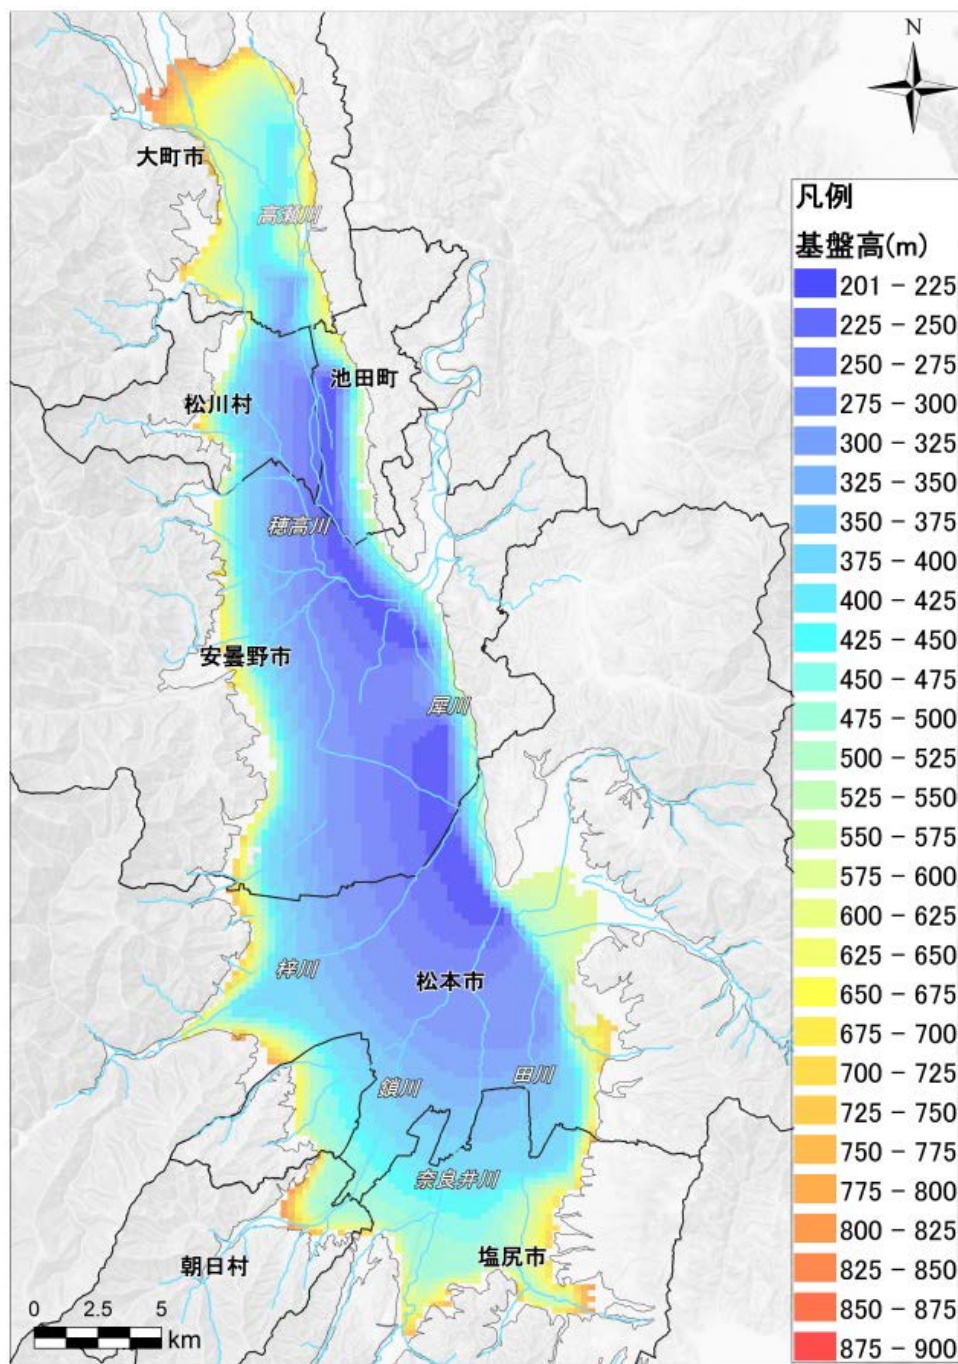 N
大町市
高瀬川
池田町
松川村
穂高川
安曇野市
犀川
梓川
松本市
鎖川
田川
奈良井川
朝日村
塩尻市
凡例
基盤高(m)
201 - 225
225 - 250
250 - 275
275 - 300
300 - 325
325 - 350
350 - 375
375 - 400
400 - 425
425 - 450
450 - 475
475 - 500
500 - 525
525 - 550
550 - 575
575 - 600
600 - 625
625 - 650
650 - 675
675 - 700
700 - 725
725 - 750
750 - 775
775 - 800
800 - 825
825 - 850
850 - 875
875 - 900
0 2.5 5
km